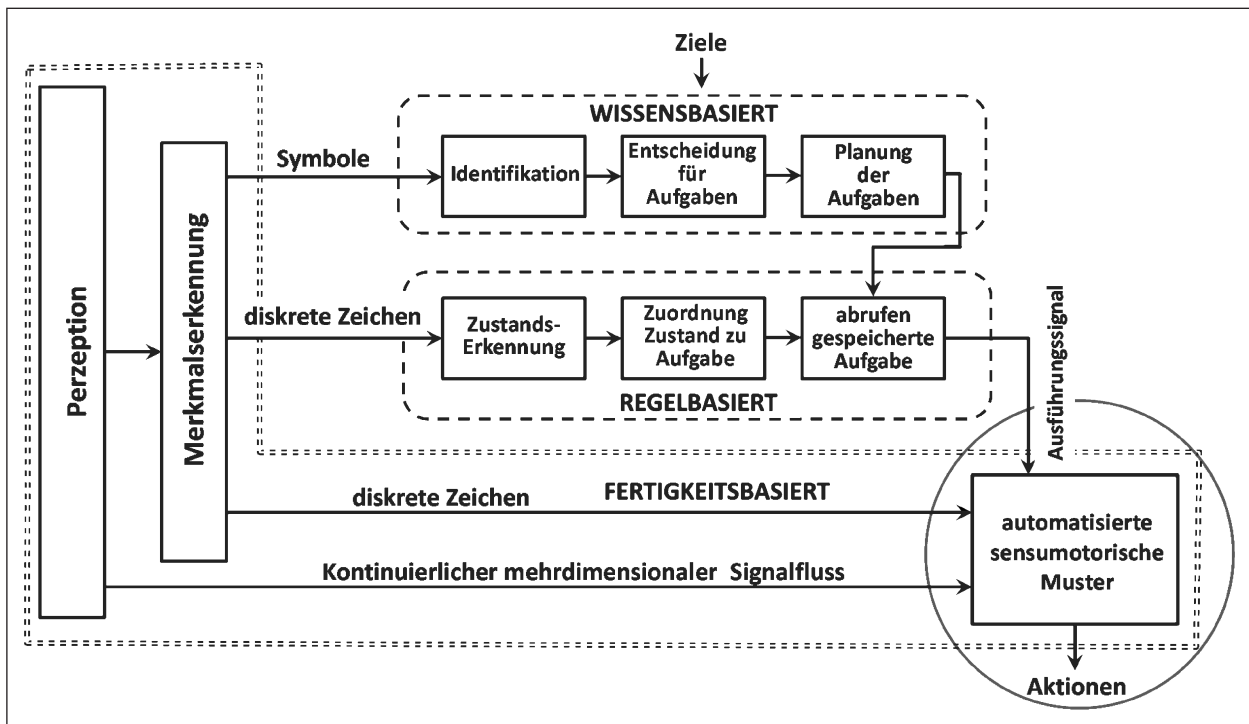 Ziele
WISSENSBASIERT
Symbole
Identifikation
Entscheidung
für
Aufgaben
Planung
der
Aufgaben
Perzeption
Merkmalserkennung
diskrete Zeichen
Zustands-
Erkennung
Zuordnung
Zustand zu
Aufgabe
abrufen
gespeicherte
Aufgabe
REGELBASIERT
Ausführungssignal
diskrete Zeichen
FERTIGKEITSBASIERT
automatisierte
sensumotorische
Muster
Kontinuierlicher mehrdimensionaler Signalfluss
Aktionen